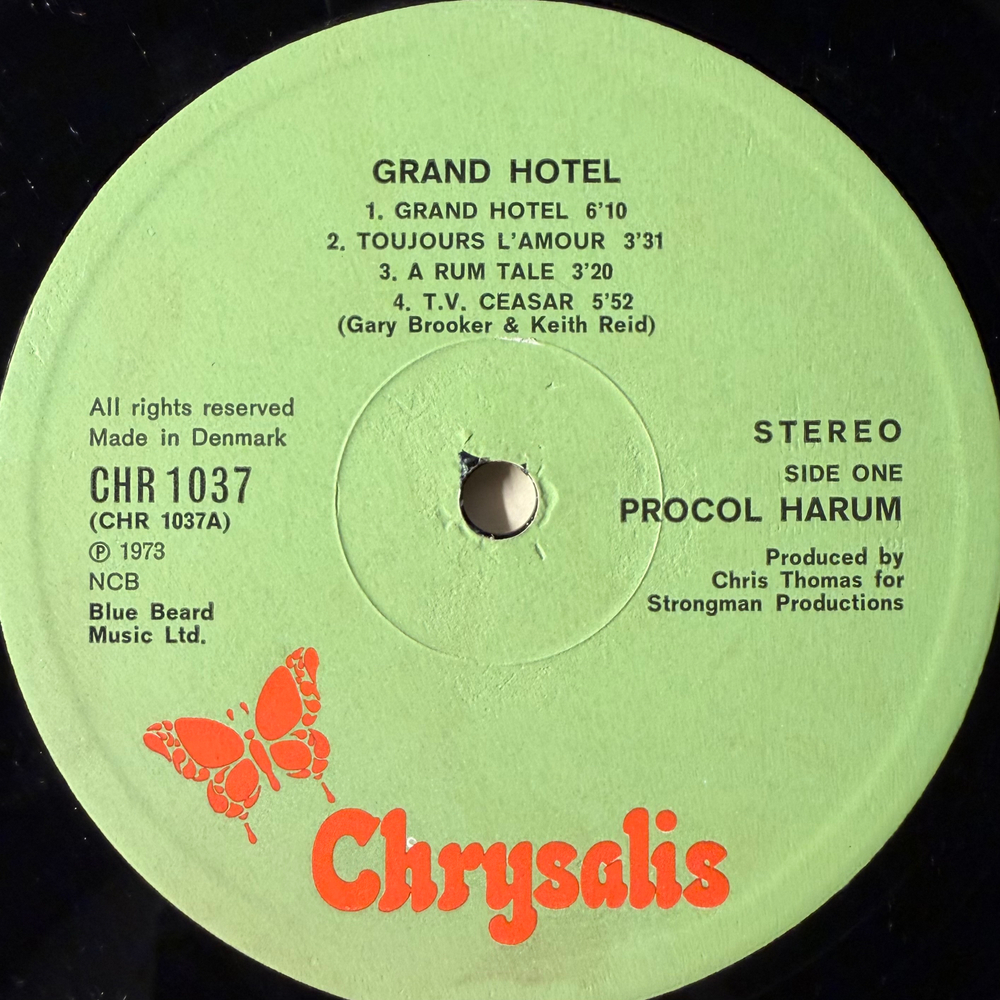 GRAND HOTEL
1. GRAND HOTEL 6'10
2. TOUJOURS L'AMOUR 3'31
3. A RUM TALE 3'20
4. T.V. CEASAR 5'52
(Gary Brooker & Keith Reid)
All rights reserved
Made in Denmark
CHR 1037
(CHR 1037A)
℗ 1973
NCB
Blue Beard
Music Ltd.
STEREO
SIDE ONE
PROCOL HARUM
Produced by
Chris Thomas for
Strongman Productions
Chrysalis